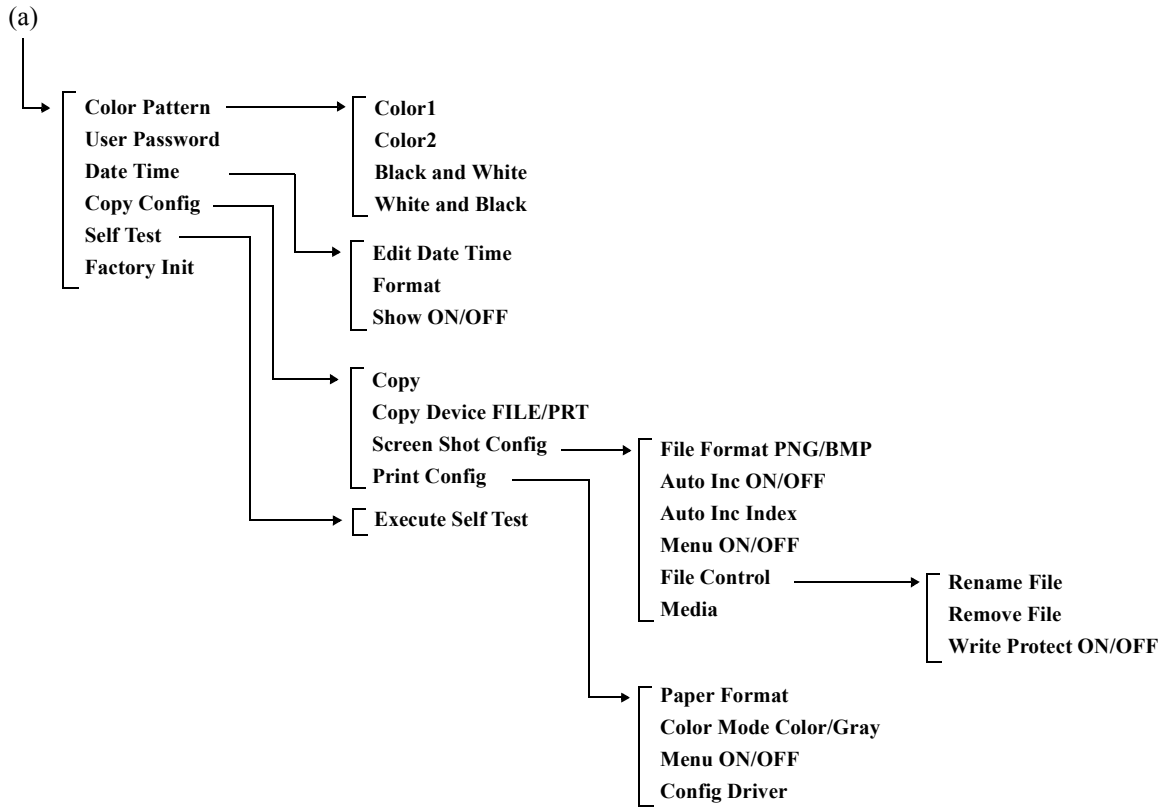 (a)
Color Pattern
User Password
Date Time
Copy Config
Self Test
Factory Init
Color1
Color2
Black and White
White and Black
Edit Date Time
Format
Show ON/OFF
Copy
Copy Device FILE/PRT
Screen Shot Config
Print Config
Execute Self Test
File Format PNG/BMP
Auto Inc ON/OFF
Auto Inc Index
Menu ON/OFF
File Control
Media
Rename File
Remove File
Write Protect ON/OFF
Paper Format
Color Mode Color/Gray
Menu ON/OFF
Config Driver